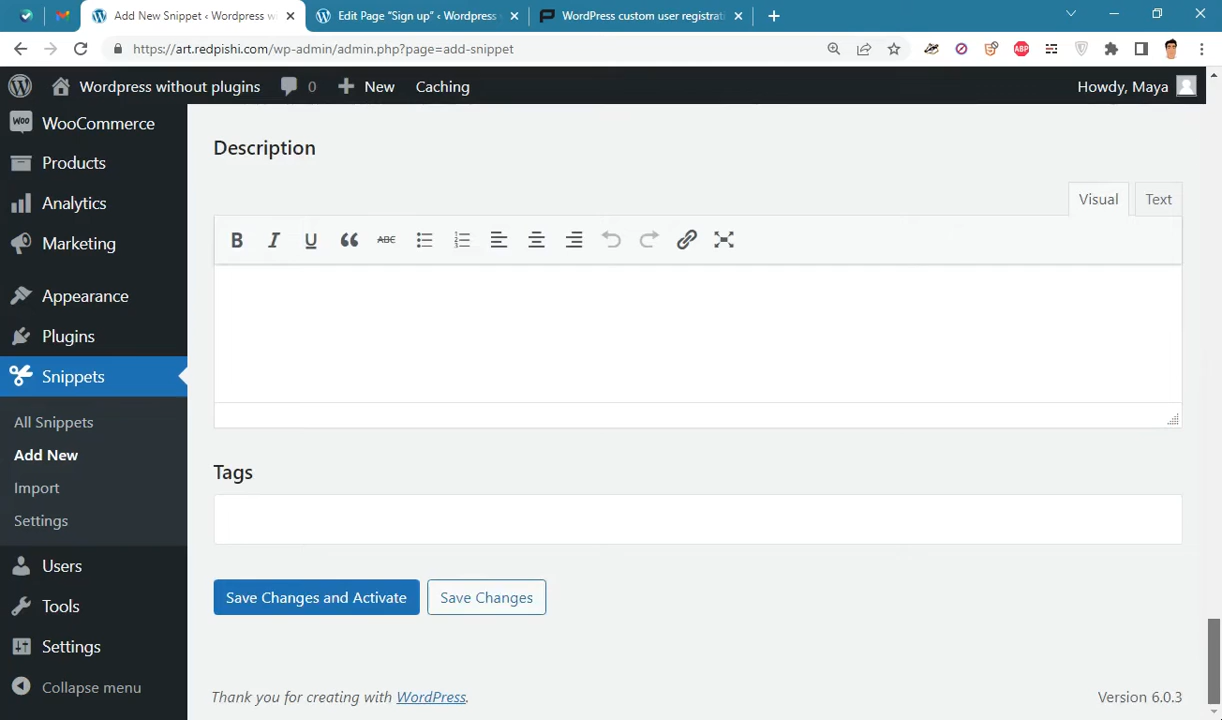 Add New Snippet ‹ Wordpress w
Edit Page “Sign up” ‹ Wordpress
WordPress custom user registrati
https://art.redpishi.com/wp-admin/admin.php?page=add-snippet
ABP
Wordpress without plugins
0
New
Caching
Howdy, Maya
WooCommerce
Products
Analytics
Marketing
Appearance
Plugins
Snippets
All Snippets
Add New
Import
Settings
Users
Tools
Settings
Collapse menu
Description
Visual
Text
B I U ABC
Tags
Save Changes and Activate
Save Changes
Thank you for creating with WordPress.
Version 6.0.3